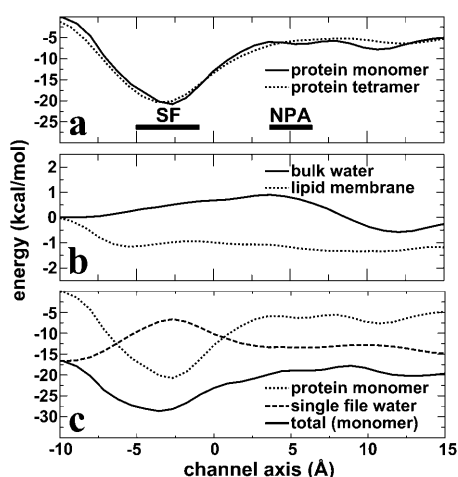 -5
-10
-15
-20
-25
protein monomer
protein tetramer
SF
NPA
a
energy (kcal/mol)
2
1
0
-1
-2
bulk water
lipid membrane
b
-5
-10
-15
-20
-25
-30
protein monomer
single file water
total (monomer)
c
-10
-5
0
5
10
15
channel axis (Å)